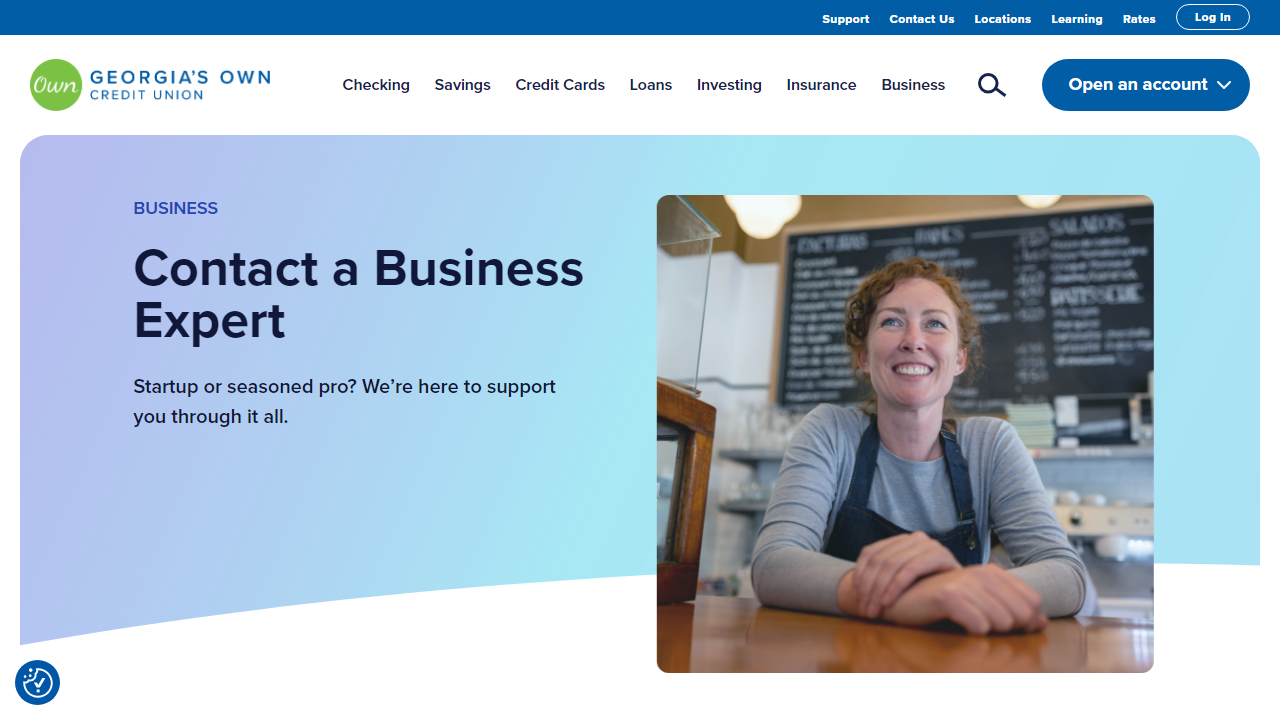 Support Contact Us Locations Learning Rates Log In
Own GEORGIA'S OWN
CREDIT UNION
Checking Savings Credit Cards Loans Investing Insurance Business Open an account
BUSINESS
Contact a Business
Expert
Startup or seasoned pro? We’re here to support
you through it all.
FACTURAS
SALADOS